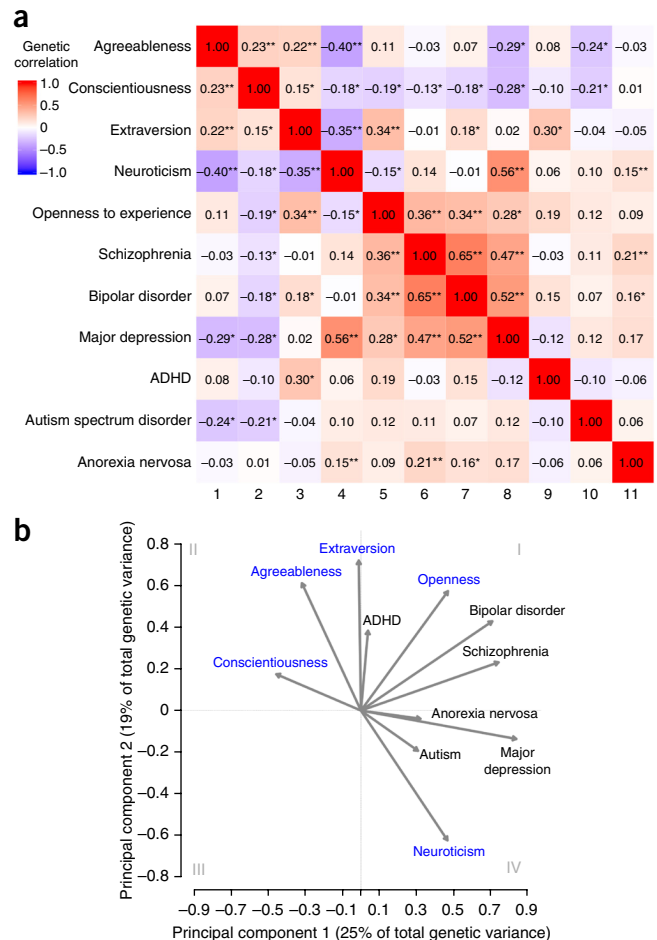 a
Genetic correlation
1.0
0.5
0
−0.5
−1.0
Agreeableness 1.00 0.23** 0.22** −0.40** 0.11 −0.03 0.07 −0.29* 0.08 −0.24* −0.03
Conscientiousness 0.23** 1.00 0.15* −0.18* −0.19* −0.13* −0.18* −0.28* −0.10 −0.21* 0.01
Extraversion 0.22** 0.15* 1.00 −0.35** 0.34** −0.01 0.18* 0.02 0.30* −0.04 −0.05
Neuroticism −0.40** −0.18* −0.35** 1.00 −0.15* 0.14 −0.01 0.56** 0.06 0.10 0.15**
Openness to experience 0.11 −0.19* 0.34** −0.15* 1.00 0.36** 0.34** 0.28* 0.19 0.12 0.09
Schizophrenia −0.03 −0.13* −0.01 0.14 0.36** 1.00 0.65** 0.47** −0.03 0.11 0.21**
Bipolar disorder 0.07 −0.18* 0.18* −0.01 0.34** 0.65** 1.00 0.52** 0.15 0.07 0.16*
Major depression −0.29* −0.28* 0.02 0.56** 0.28* 0.47** 0.52** 1.00 −0.12 0.12 0.17
ADHD 0.08 −0.10 0.30* 0.06 0.19 −0.03 0.15 −0.12 1.00 −0.10 −0.06
Autism spectrum disorder −0.24* −0.21* −0.04 0.10 0.12 0.11 0.07 0.12 −0.10 1.00 0.06
Anorexia nervosa −0.03 0.01 −0.05 0.15** 0.09 0.21** 0.16* 0.17 −0.06 0.06 1.00
1 2 3 4 5 6 7 8 9 10 11
b
Principal component 2 (19% of total genetic variance)
0.8
0.6
0.4
0.2
0
−0.2
−0.4
−0.6
−0.8
II
I
III
IV
Extraversion
Agreeableness
Openness
ADHD
Bipolar disorder
Conscientiousness
Schizophrenia
Anorexia nervosa
Autism
Major
depression
Neuroticism
−0.9 −0.7 −0.5 −0.3 −0.1 0.1 0.3 0.5 0.7 0.9
Principal component 1 (25% of total genetic variance)